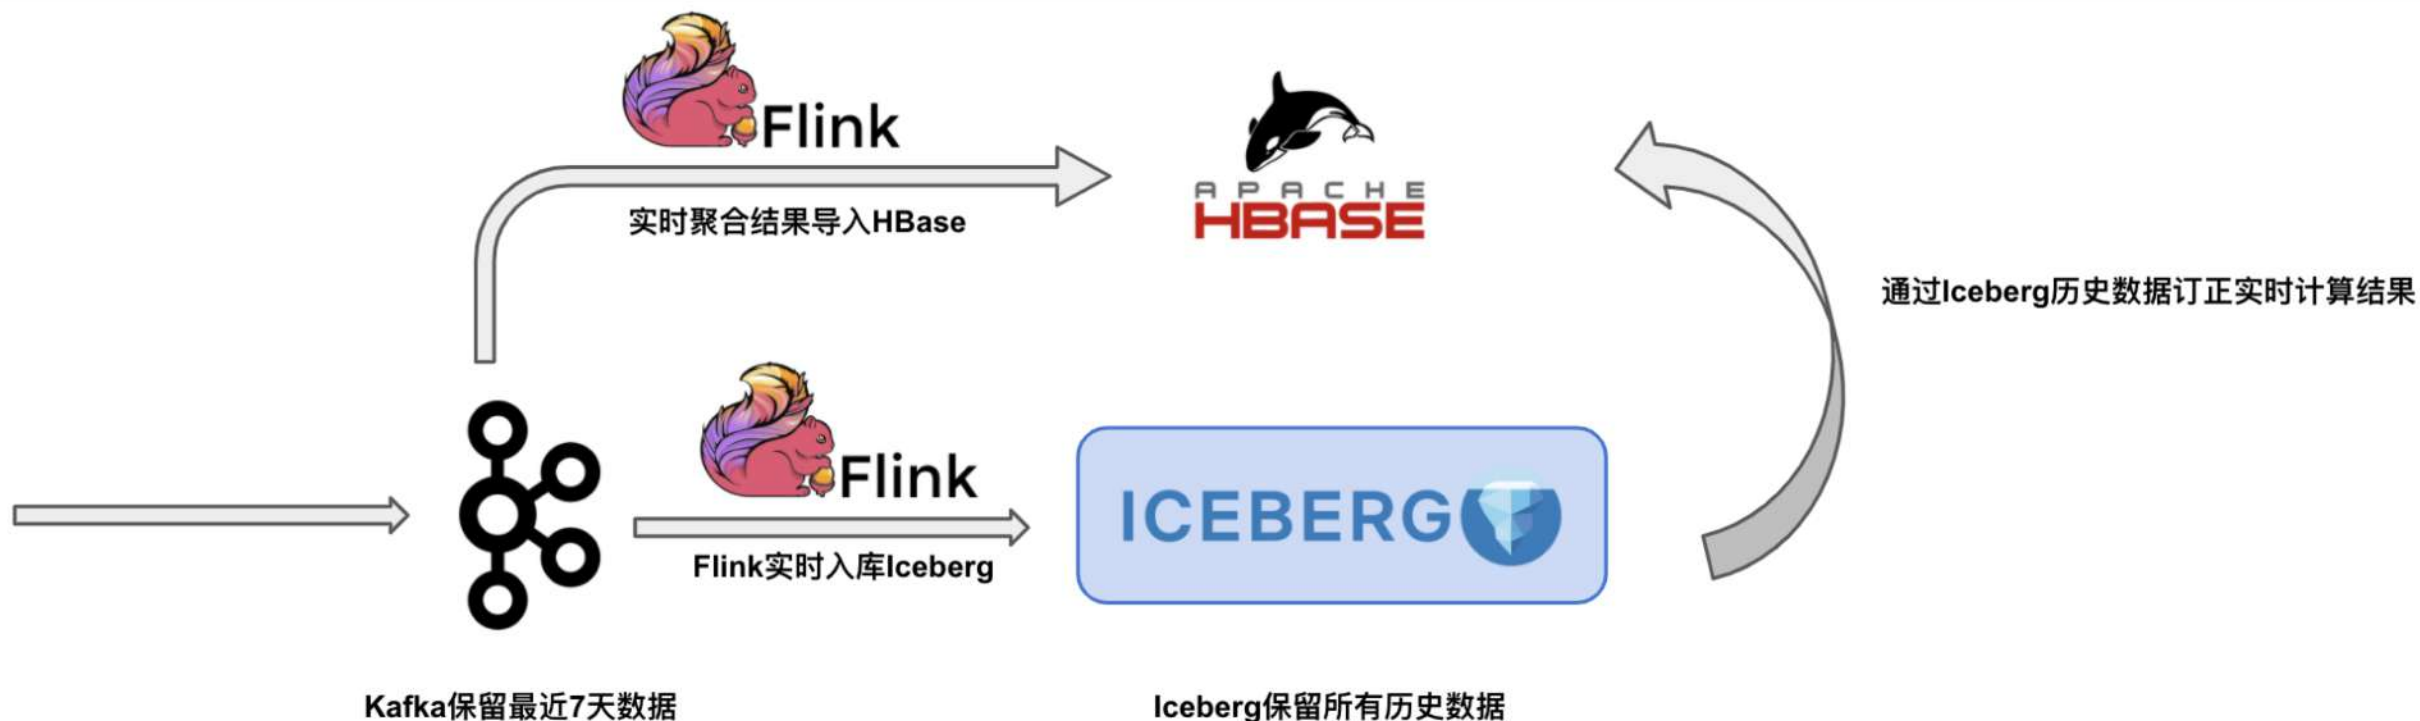 Flink
实时聚合结果导入HBase
APACHE
HBASE
通过Iceberg历史数据订正实时计算结果
Flink
Flink实时入库Iceberg
ICEBERG
Kafka保留最近7天数据
Iceberg保留所有历史数据